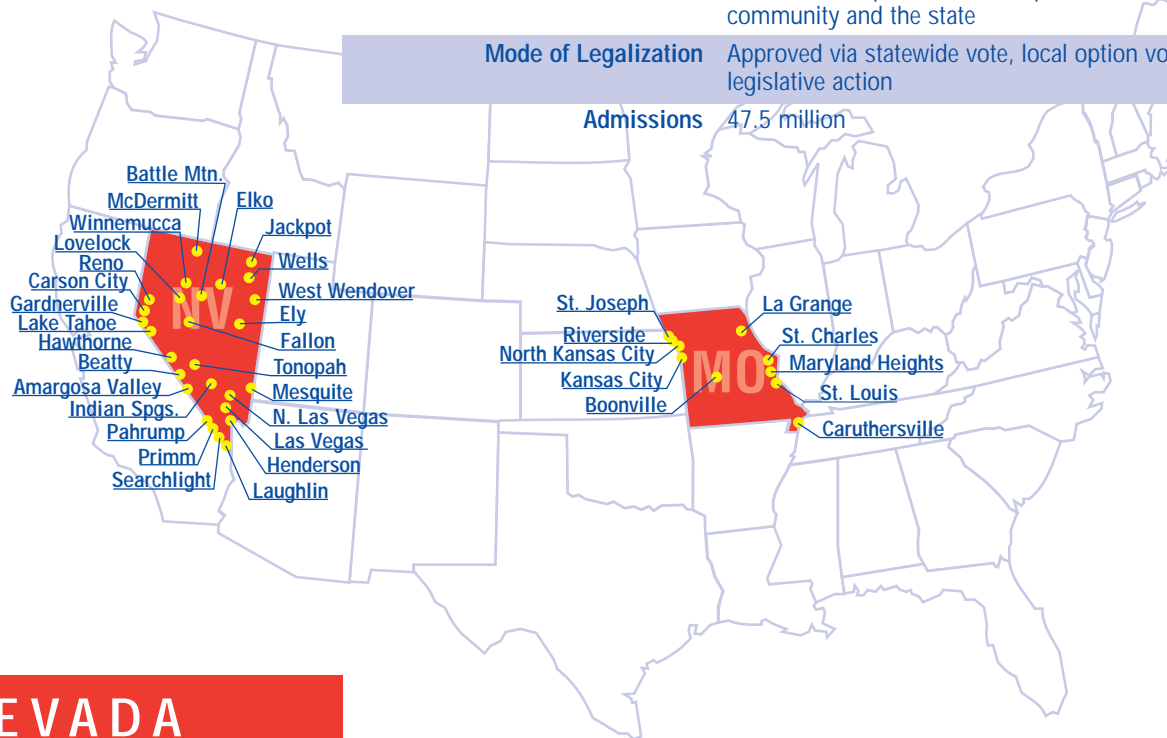 community and the state
Mode of Legalization Approved via statewide vote, local option vo
legislative action
Admissions 47.5 million
Battle Mtn.
McDermitt
Elko
Winnemucca
Jackpot
Lovelock
Reno
Wells
Carson City
West Wendover
Gardnerville
Ely
Lake Tahoe
Fallon
Hawthorne
Tonopah
Beatty
Amargosa Valley
Mesquite
Indian Spgs.
N. Las Vegas
Pahrump
Las Vegas
Primm
Henderson
Searchlight
Laughlin
NV
St. Joseph
La Grange
Riverside
St. Charles
North Kansas City
Maryland Heights
Kansas City
St. Louis
Boonville
Caruthersville
MO
EVADA